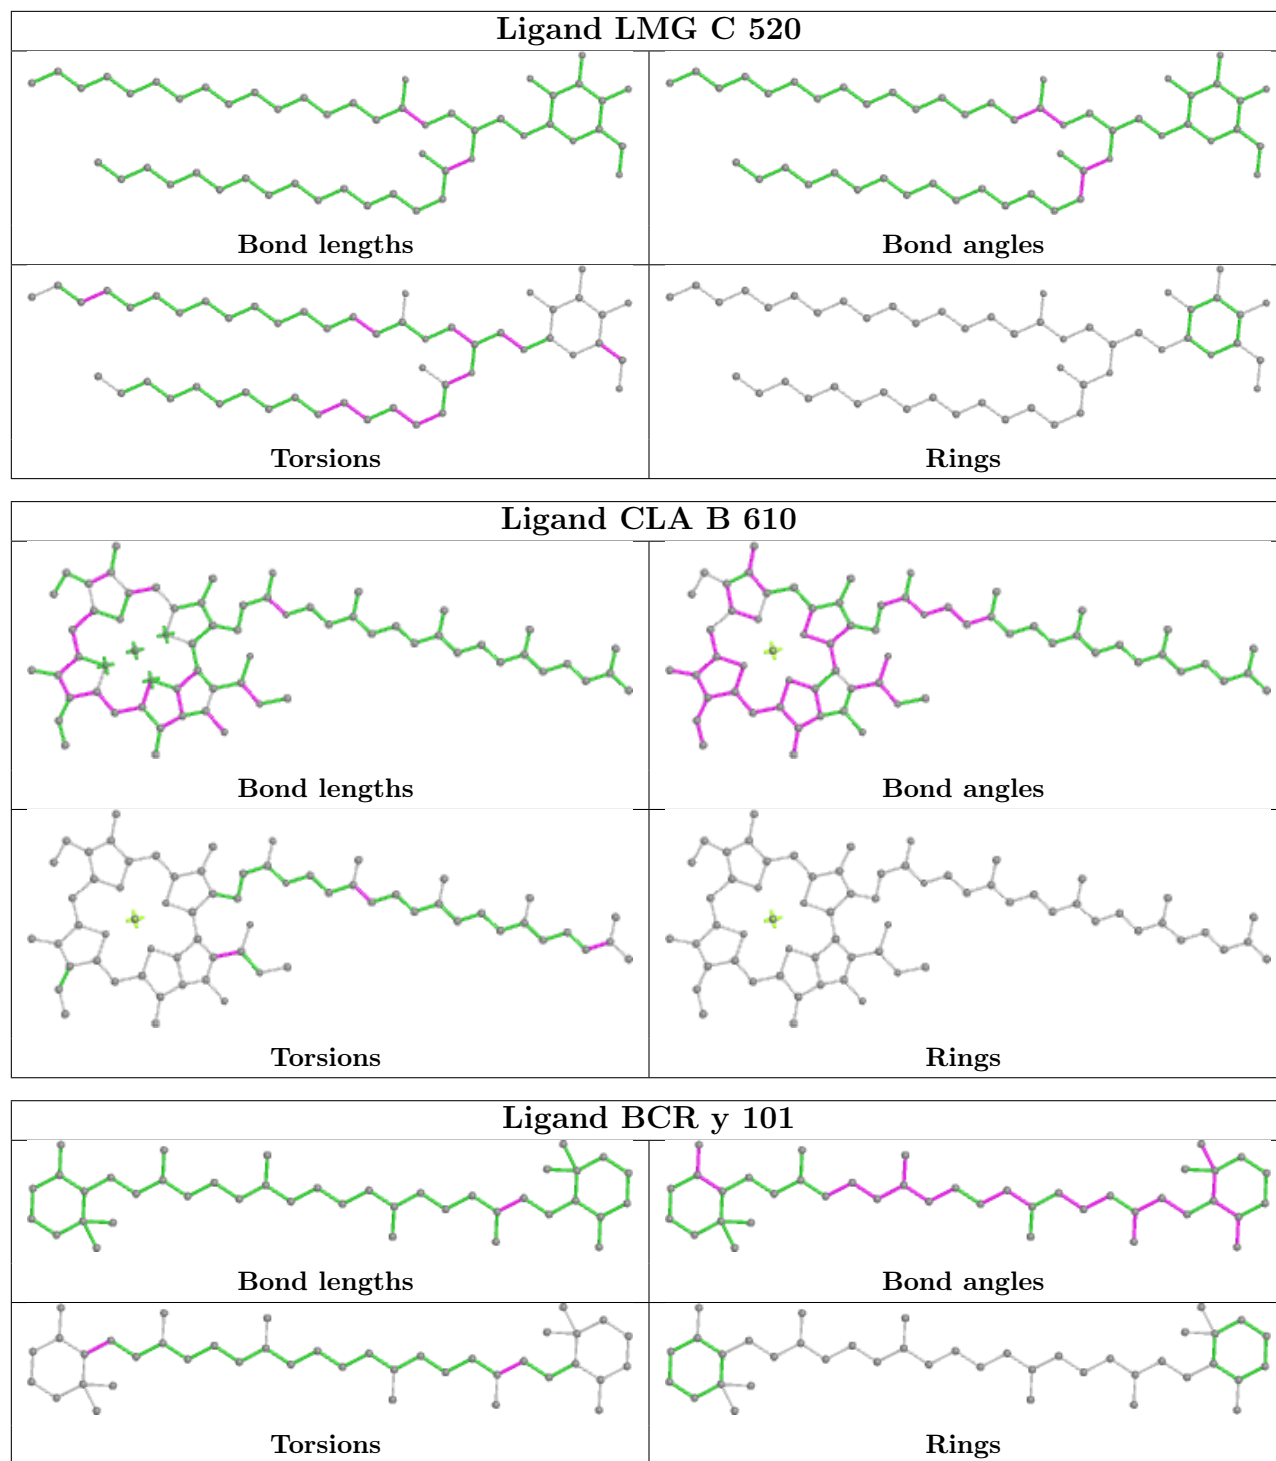 Ligand LMG C 520
Bond lengths
Bond angles
Torsions
Rings
Ligand CLA B 610
Bond lengths
Bond angles
Torsions
Rings
Ligand BCR y 101
Bond lengths
Bond angles
Torsions
Rings